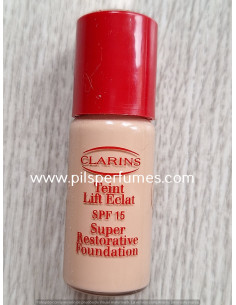 CLARINS
www.pilsperfumes.com
Teint
Lift Eclat
SPF 15
Super
Restorative
Foundation